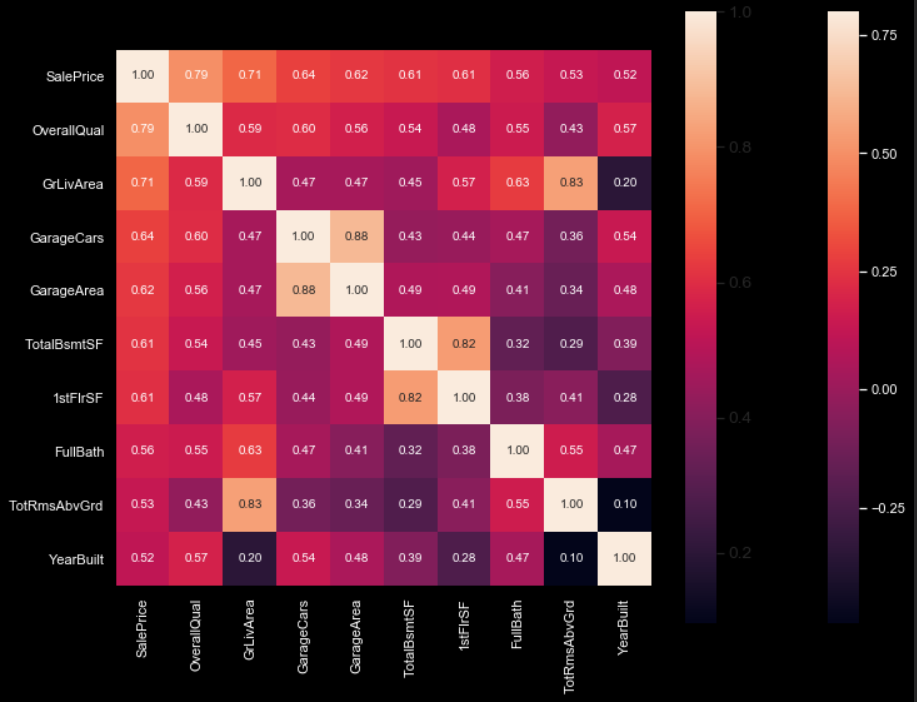 SalePrice 1.00 0.79 0.71 0.64 0.62 0.61 0.61 0.56 0.53 0.52
OverallQual 0.79 1.00 0.59 0.60 0.56 0.54 0.48 0.55 0.43 0.57
GrLivArea 0.71 0.59 1.00 0.47 0.47 0.45 0.57 0.63 0.83 0.20
GarageCars 0.64 0.60 0.47 1.00 0.88 0.43 0.44 0.47 0.36 0.54
GarageArea 0.62 0.56 0.47 0.88 1.00 0.49 0.49 0.41 0.34 0.48
TotalBsmtSF 0.61 0.54 0.45 0.43 0.49 1.00 0.82 0.32 0.29 0.39
1stFlrSF 0.61 0.48 0.57 0.44 0.49 0.82 1.00 0.38 0.41 0.28
FullBath 0.56 0.55 0.63 0.47 0.41 0.32 0.38 1.00 0.55 0.47
TotRmsAbvGrd 0.53 0.43 0.83 0.36 0.34 0.29 0.41 0.55 1.00 0.10
YearBuilt 0.52 0.57 0.20 0.54 0.48 0.39 0.28 0.47 0.10 1.00
SalePrice
OverallQual
GrLivArea
GarageCars
GarageArea
TotalBsmtSF
1stFlrSF
FullBath
TotRmsAbvGrd
YearBuilt
1.0
0.8
0.6
0.4
0.2
0.75
0.50
0.25
0.00
−0.25